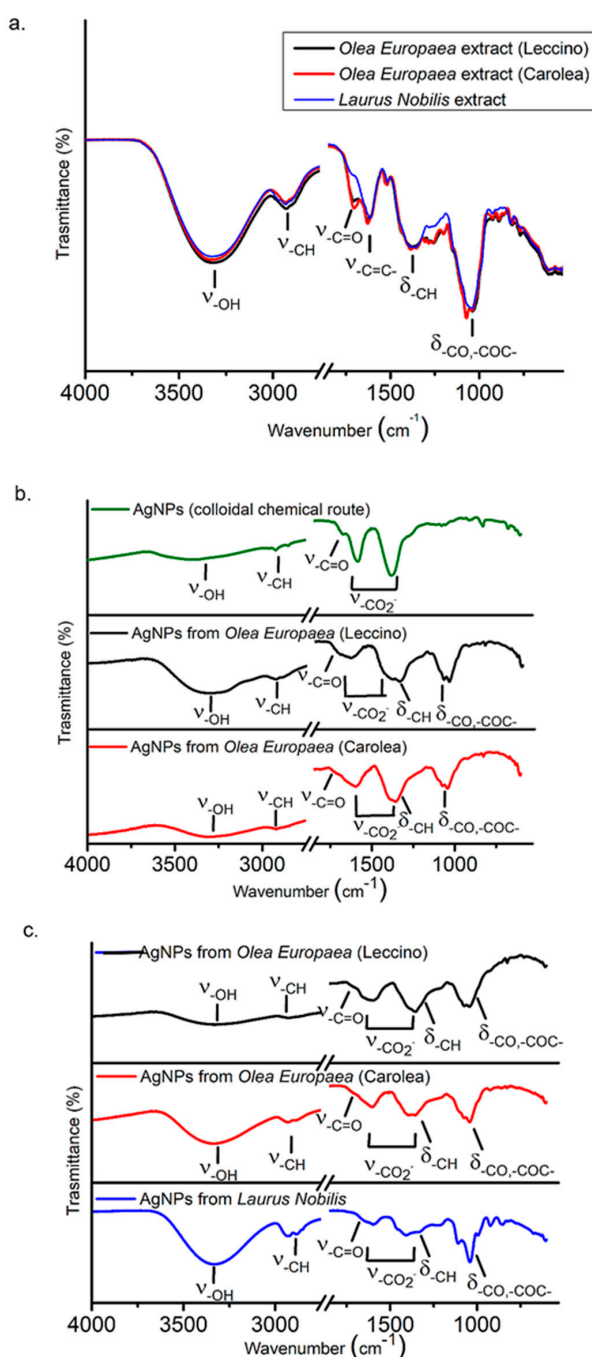 a.
Olea Europaea extract (Leccino)
Olea Europaea extract (Carolea)
Laurus Nobilis extract
Trasmittance (%)
ν-OH
ν-CH
ν-C=O
ν-C=C-
δ-CH
δ-CO,-COC-
4000 3500 3000 1500 1000
Wavenumber (cm-1)
b.
AgNPs (colloidal chemical route)
ν-OH
ν-CH
ν-C=O
ν-CO2-
AgNPs from Olea Europaea (Leccino)
Trasmittance (%)
ν-OH
ν-CH
ν-C=O
ν-CO2-
δ-CH
δ-CO,-COC-
AgNPs from Olea Europaea (Carolea)
ν-OH
ν-CH
ν-C=O
ν-CO2-
δ-CH
δ-CO,-COC-
4000 3500 3000 1500 1000
Wavenumber (cm-1)
c.
AgNPs from Olea Europaea (Leccino)
ν-OH
ν-CH
ν-C=O
ν-CO2-
δ-CH
δ-CO,-COC-
AgNPs from Olea Europaea (Carolea)
Trasmittance (%)
ν-OH
ν-CH
ν-C=O
ν-CO2-
δ-CH
δ-CO,-COC-
AgNPs from Laurus Nobilis
ν-OH
ν-CH
ν-C=O
ν-CO2-
δ-CH
δ-CO,-COC-
4000 3500 3000 1500 1000
Wavenumber (cm-1)